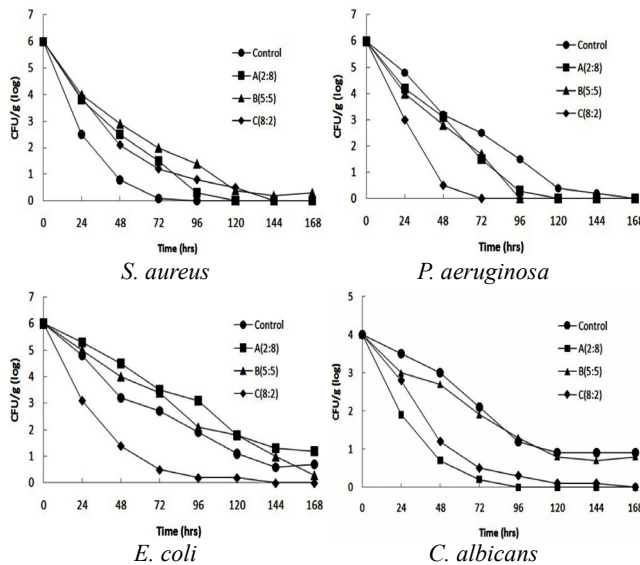 7
6
5
4
3
2
1
0
CFU/g (log)
Control
A(2:8)
B(5:5)
C(8:2)
0 24 48 72 96 120 144 168
Time (hrs)
S. aureus
7
6
5
4
3
2
1
0
CFU/g (log)
Control
A(2:8)
B(5:5)
C(8:2)
0 24 48 72 96 120 144 168
Time (hrs)
P. aeruginosa
7
6
5
4
3
2
1
0
CFU/g (log)
Control
A(2:8)
B(5:5)
C(8:2)
0 24 48 72 96 120 144 168
Time (hrs)
E. coli
5
4
3
2
1
0
CFU/g (log)
Control
A(2:8)
B(5:5)
C(8:2)
0 24 48 72 96 120 144 168
Time (hrs)
C. albicans